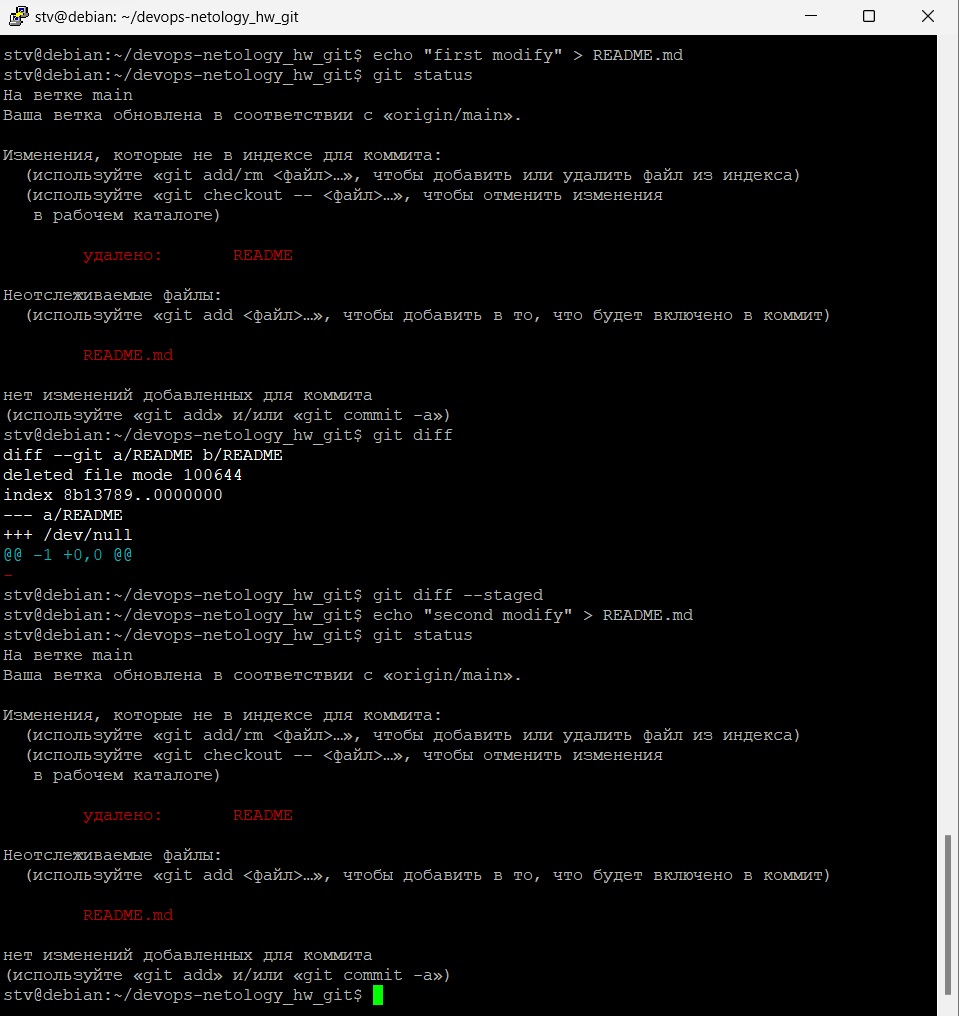 stv@debian: ~/devops-netology_hw_git
stv@debian:~/devops-netology_hw_git$ echo "first modify" > README.md
stv@debian:~/devops-netology_hw_git$ git status
На ветке main
Ваша ветка обновлена в соответствии с «origin/main».
Изменения, которые не в индексе для коммита:
  (используйте «git add/rm <файл>…», чтобы добавить или удалить файл из индекса)
  (используйте «git checkout -- <файл>…», чтобы отменить изменения
   в рабочем каталоге)
        удалено:       README
Неотслеживаемые файлы:
  (используйте «git add <файл>…», чтобы добавить в то, что будет включено в коммит)
        README.md
нет изменений добавленных для коммита
(используйте «git add» и/или «git commit -a»)
stv@debian:~/devops-netology_hw_git$ git diff
diff --git a/README b/README
deleted file mode 100644
index 8b13789..0000000
--- a/README
+++ /dev/null
@@ -1 +0,0 @@
-
stv@debian:~/devops-netology_hw_git$ git diff --staged
stv@debian:~/devops-netology_hw_git$ echo "second modify" > README.md
stv@debian:~/devops-netology_hw_git$ git status
На ветке main
Ваша ветка обновлена в соответствии с «origin/main».
Изменения, которые не в индексе для коммита:
  (используйте «git add/rm <файл>…», чтобы добавить или удалить файл из индекса)
  (используйте «git checkout -- <файл>…», чтобы отменить изменения
   в рабочем каталоге)
        удалено:       README
Неотслеживаемые файлы:
  (используйте «git add <файл>…», чтобы добавить в то, что будет включено в коммит)
        README.md
нет изменений добавленных для коммита
(используйте «git add» и/или «git commit -a»)
stv@debian:~/devops-netology_hw_git$